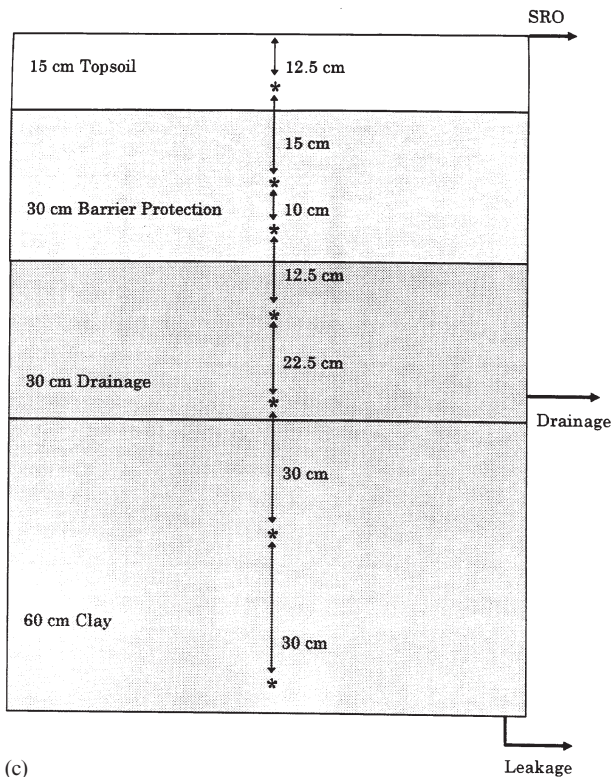 SRO
15 cm Topsoil
12.5 cm
*
15 cm
*
30 cm Barrier Protection
10 cm
*
12.5 cm
*
22.5 cm
30 cm Drainage
*
Drainage
30 cm
*
60 cm Clay
30 cm
*
Leakage
(c)